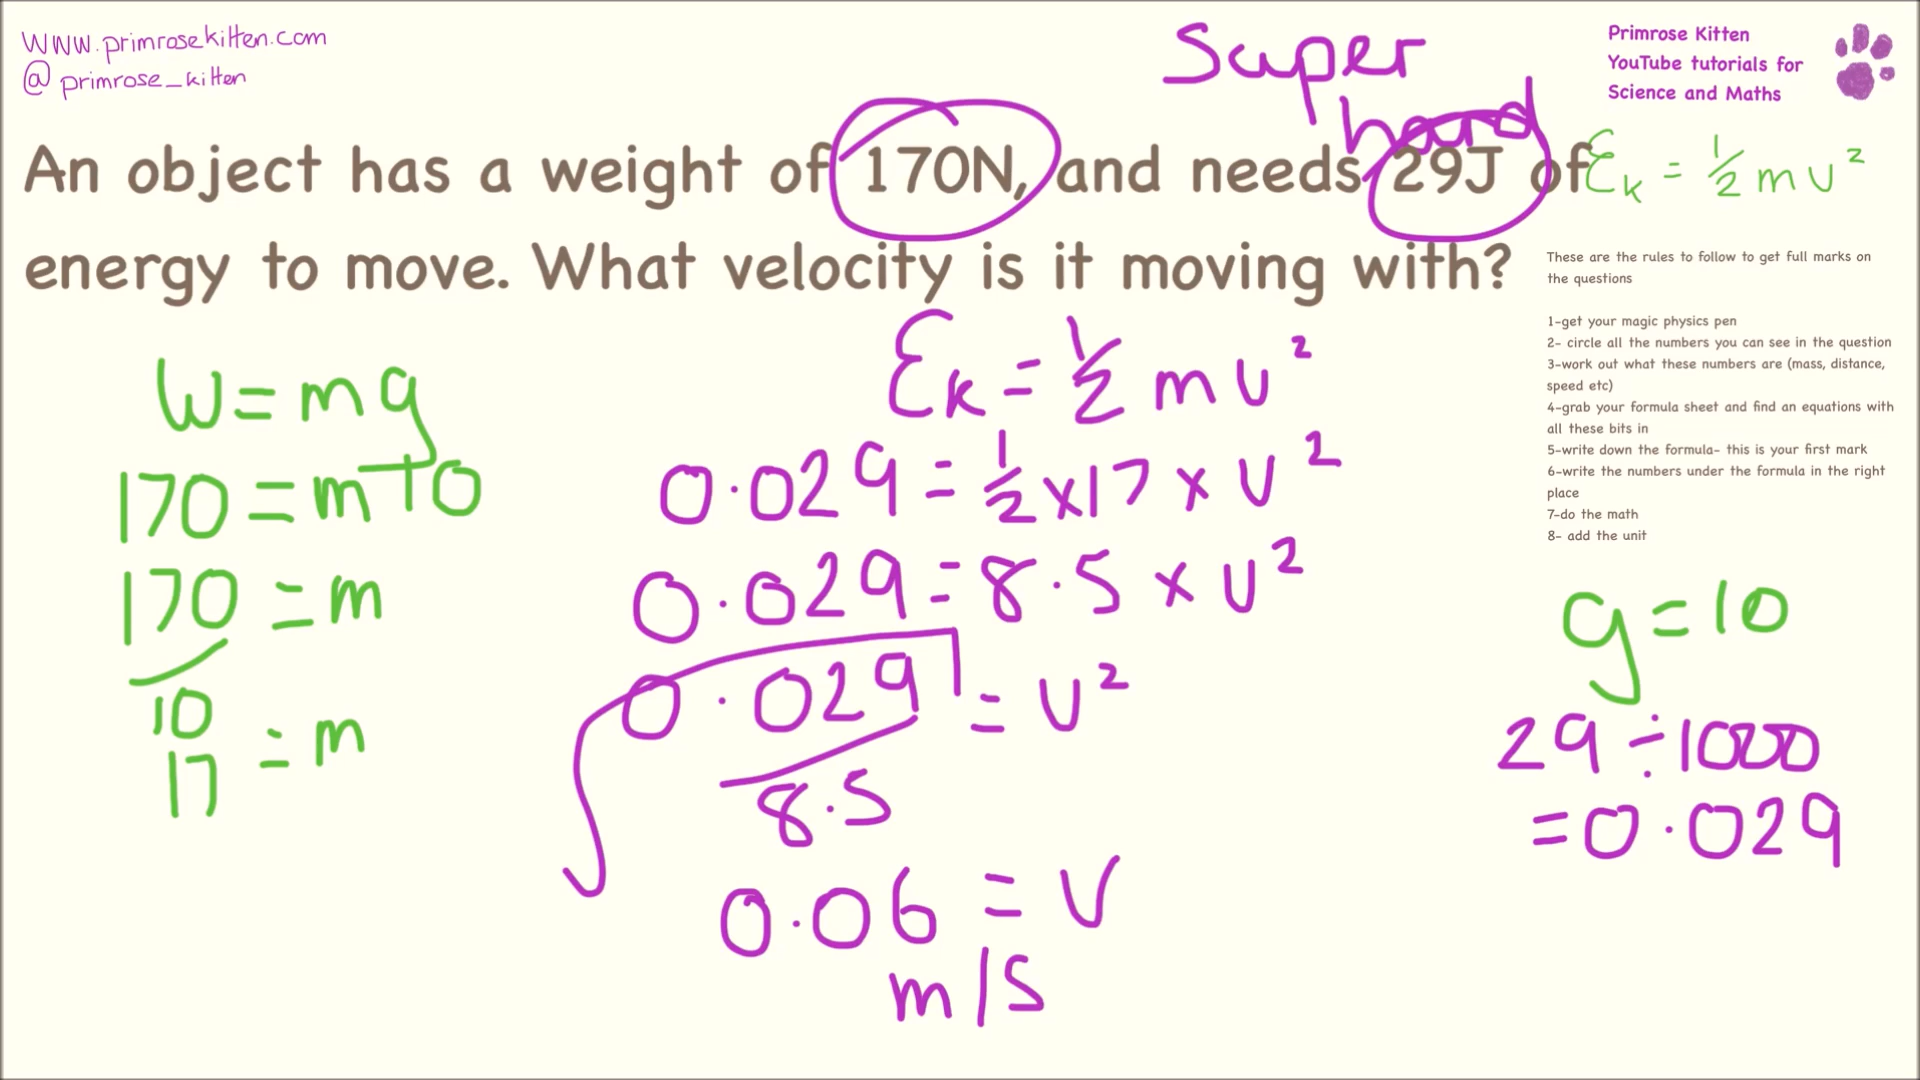 www.primrosekitten.com
@primrose_kitten
Super
hard
Primrose Kitten
YouTube tutorials for
Science and Maths
An object has a weight of 170N, and needs 29J of
energy to move. What velocity is it moving with?
Ek = ½mv²
These are the rules to follow to get full marks on
the questions
1-get your magic physics pen
2- circle all the numbers you can see in the question
3-work out what these numbers are (mass, distance,
speed etc)
4-grab your formula sheet and find an equations with
all these bits in
5-write down the formula- this is your first mark
6-write the numbers under the formula in the right
place
7-do the math
8- add the unit
W=mg
170=m10
170=m
10
17=m
Ek=½mv²
0.029=½×17×v²
0.029=8.5×v²
√0.029=v²
8.5
0.06=v
m/s
g=10
29÷1000
=0.029